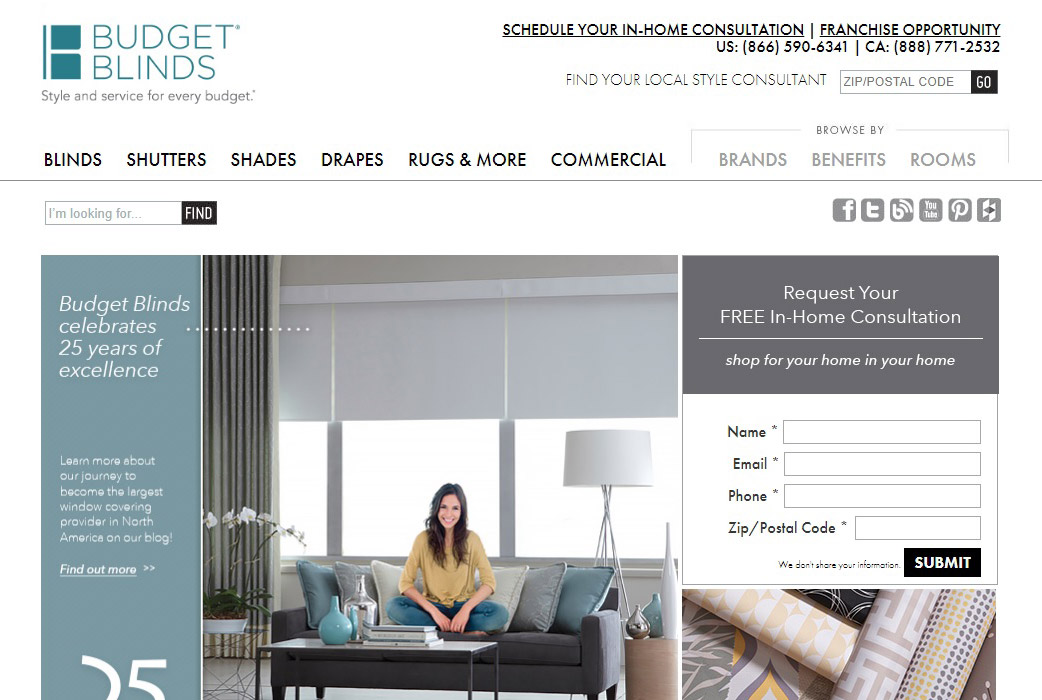 BUDGET®
BLINDS
Style and service for every budget.®
SCHEDULE YOUR IN-HOME CONSULTATION | FRANCHISE OPPORTUNITY
US: (866) 590-6341 | CA: (888) 771-2532
FIND YOUR LOCAL STYLE CONSULTANT ZIP/POSTAL CODE GO
BROWSE BY
BLINDS SHUTTERS SHADES DRAPES RUGS & MORE COMMERCIAL BRANDS BENEFITS ROOMS
I'm looking for... FIND
You
Tube
Budget Blinds
celebrates
25 years of
excellence
Learn more about
our journey to
become the largest
window covering
provider in North
America on our blog!
Find out more >>
25
Request Your
FREE In-Home Consultation
shop for your home in your home
Name *
Email *
Phone *
Zip/Postal Code *
We don't share your information. SUBMIT